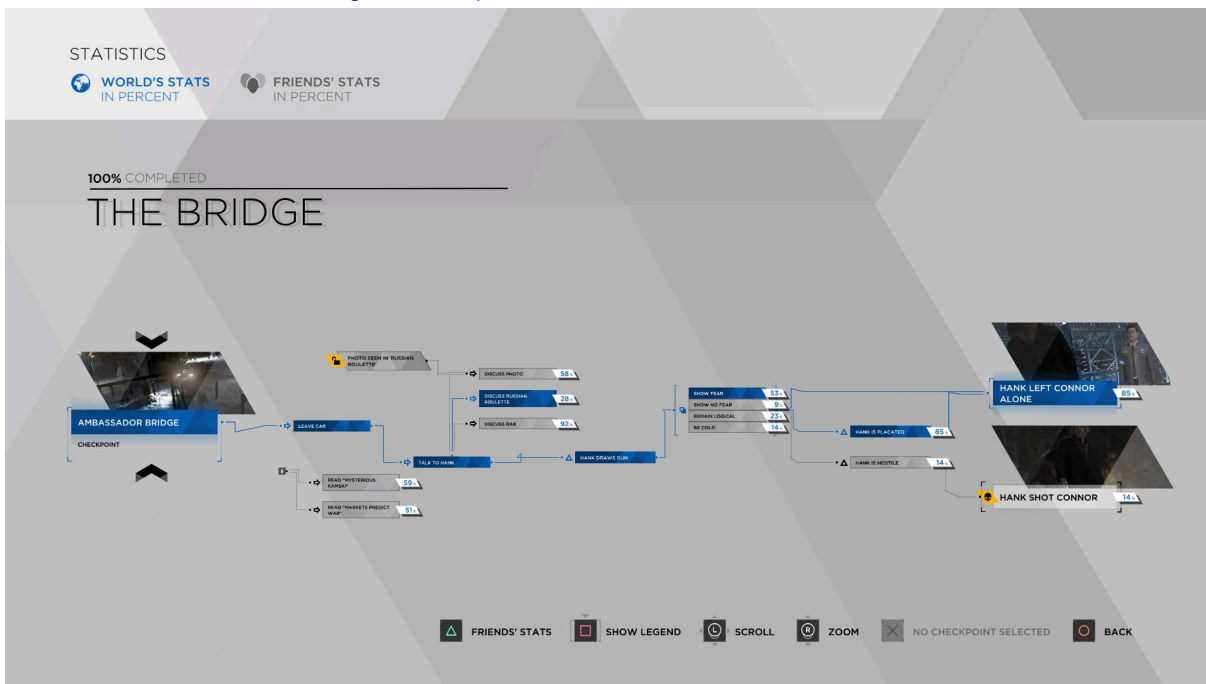 STATISTICS
WORLD'S STATS
IN PERCENT
FRIENDS' STATS
IN PERCENT
100% COMPLETED
THE BRIDGE
AMBASSADOR BRIDGE
CHECKPOINT
LEAVE CAR
READ "MYSTERIOUS
KAMSKI"
59%
READ "MARKETS PREDICT
WAR"
51%
PHOTO SEEN IN 'RUSSIAN
ROULETTE'
TALK TO HANK
DISCUSS PHOTO
58%
DISCUSS RUSSIAN
ROULETTE
28%
DISCUSS RA9
92%
HANK DRAWS GUN
SHOW FEAR
53%
SHOW NO FEAR
9%
REMAIN LOGICAL
23%
BE COLD
14%
HANK IS PLACATED
85%
HANK IS HOSTILE
14%
HANK LEFT CONNOR
ALONE
85%
HANK SHOT CONNOR
14%
FRIENDS' STATS
SHOW LEGEND
L
SCROLL
R
ZOOM
NO CHECKPOINT SELECTED
BACK